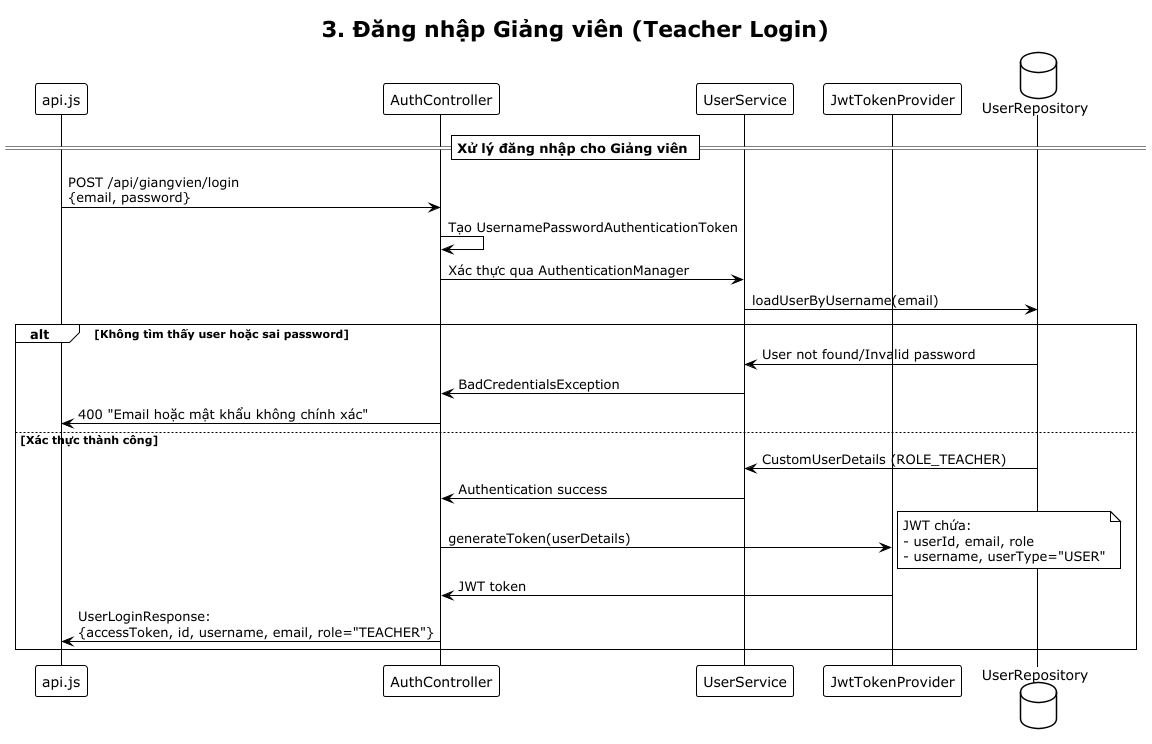 3. Đăng nhập Giảng viên (Teacher Login)
api.js
AuthController
UserService
JwtTokenProvider
UserRepository
Xử lý đăng nhập cho Giảng viên
POST /api/giangvien/login
{email, password}
Tạo UsernamePasswordAuthenticationToken
Xác thực qua AuthenticationManager
loadUserByUsername(email)
alt
[Không tìm thấy user hoặc sai password]
User not found/Invalid password
BadCredentialsException
400 "Email hoặc mật khẩu không chính xác"
[Xác thực thành công]
CustomUserDetails (ROLE_TEACHER)
Authentication success
generateToken(userDetails)
JWT chứa:
- userId, email, role
- username, userType="USER"
JWT token
UserLoginResponse:
{accessToken, id, username, email, role="TEACHER"}
api.js
AuthController
UserService
JwtTokenProvider
UserRepository